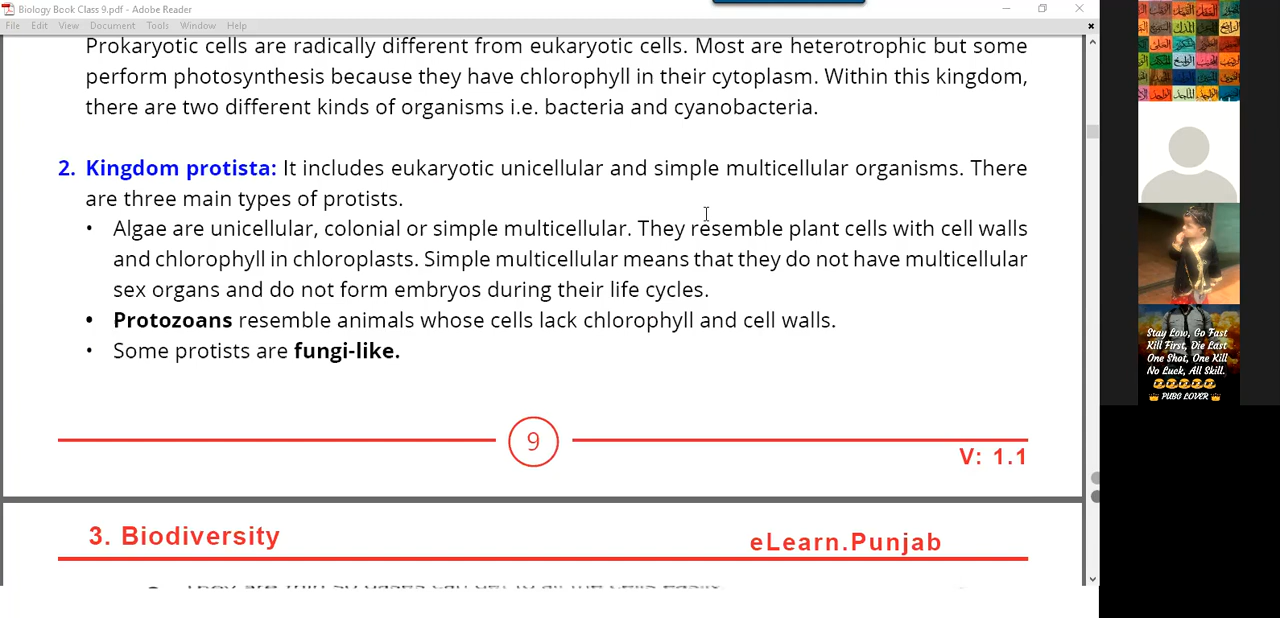 Biology Book Class 9.pdf - Adobe Reader
File Edit View Document Tools Window Help
Prokaryotic cells are radically different from eukaryotic cells. Most are heterotrophic but some
perform photosynthesis because they have chlorophyll in their cytoplasm. Within this kingdom,
there are two different kinds of organisms i.e. bacteria and cyanobacteria.
2. Kingdom protista: It includes eukaryotic unicellular and simple multicellular organisms. There
are three main types of protists.
• Algae are unicellular, colonial or simple multicellular. They resemble plant cells with cell walls
and chlorophyll in chloroplasts. Simple multicellular means that they do not have multicellular
sex organs and do not form embryos during their life cycles.
• Protozoans resemble animals whose cells lack chlorophyll and cell walls.
• Some protists are fungi-like.
9
V: 1.1
3. Biodiversity
eLearn.Punjab
Stay Low, Go Fast
Kill First, Die Last
One Shot, One Kill
No Luck, All Skill.
PUBG LOVER